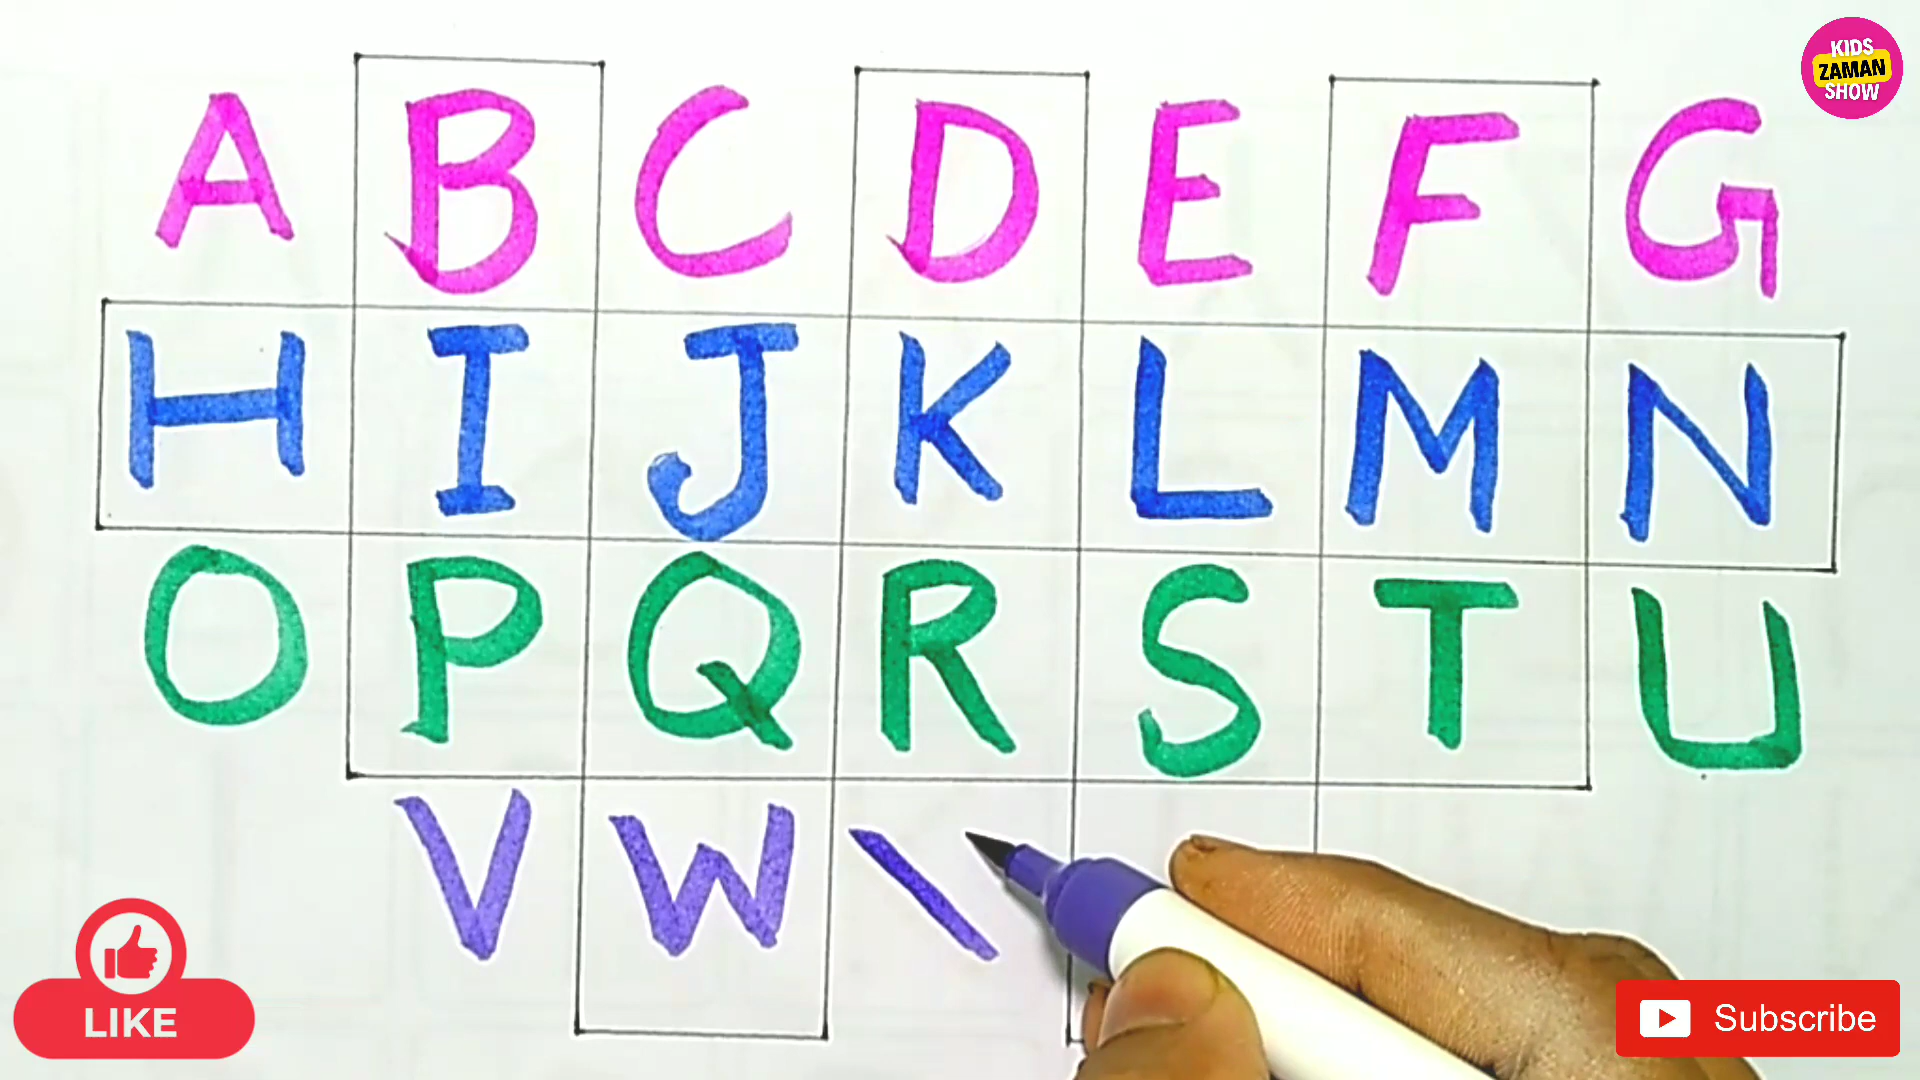 KIDS
ZAMAN
SHOW
A B C D E F G
H I J K L M N
O P Q R S T U
V W
LIKE
Subscribe